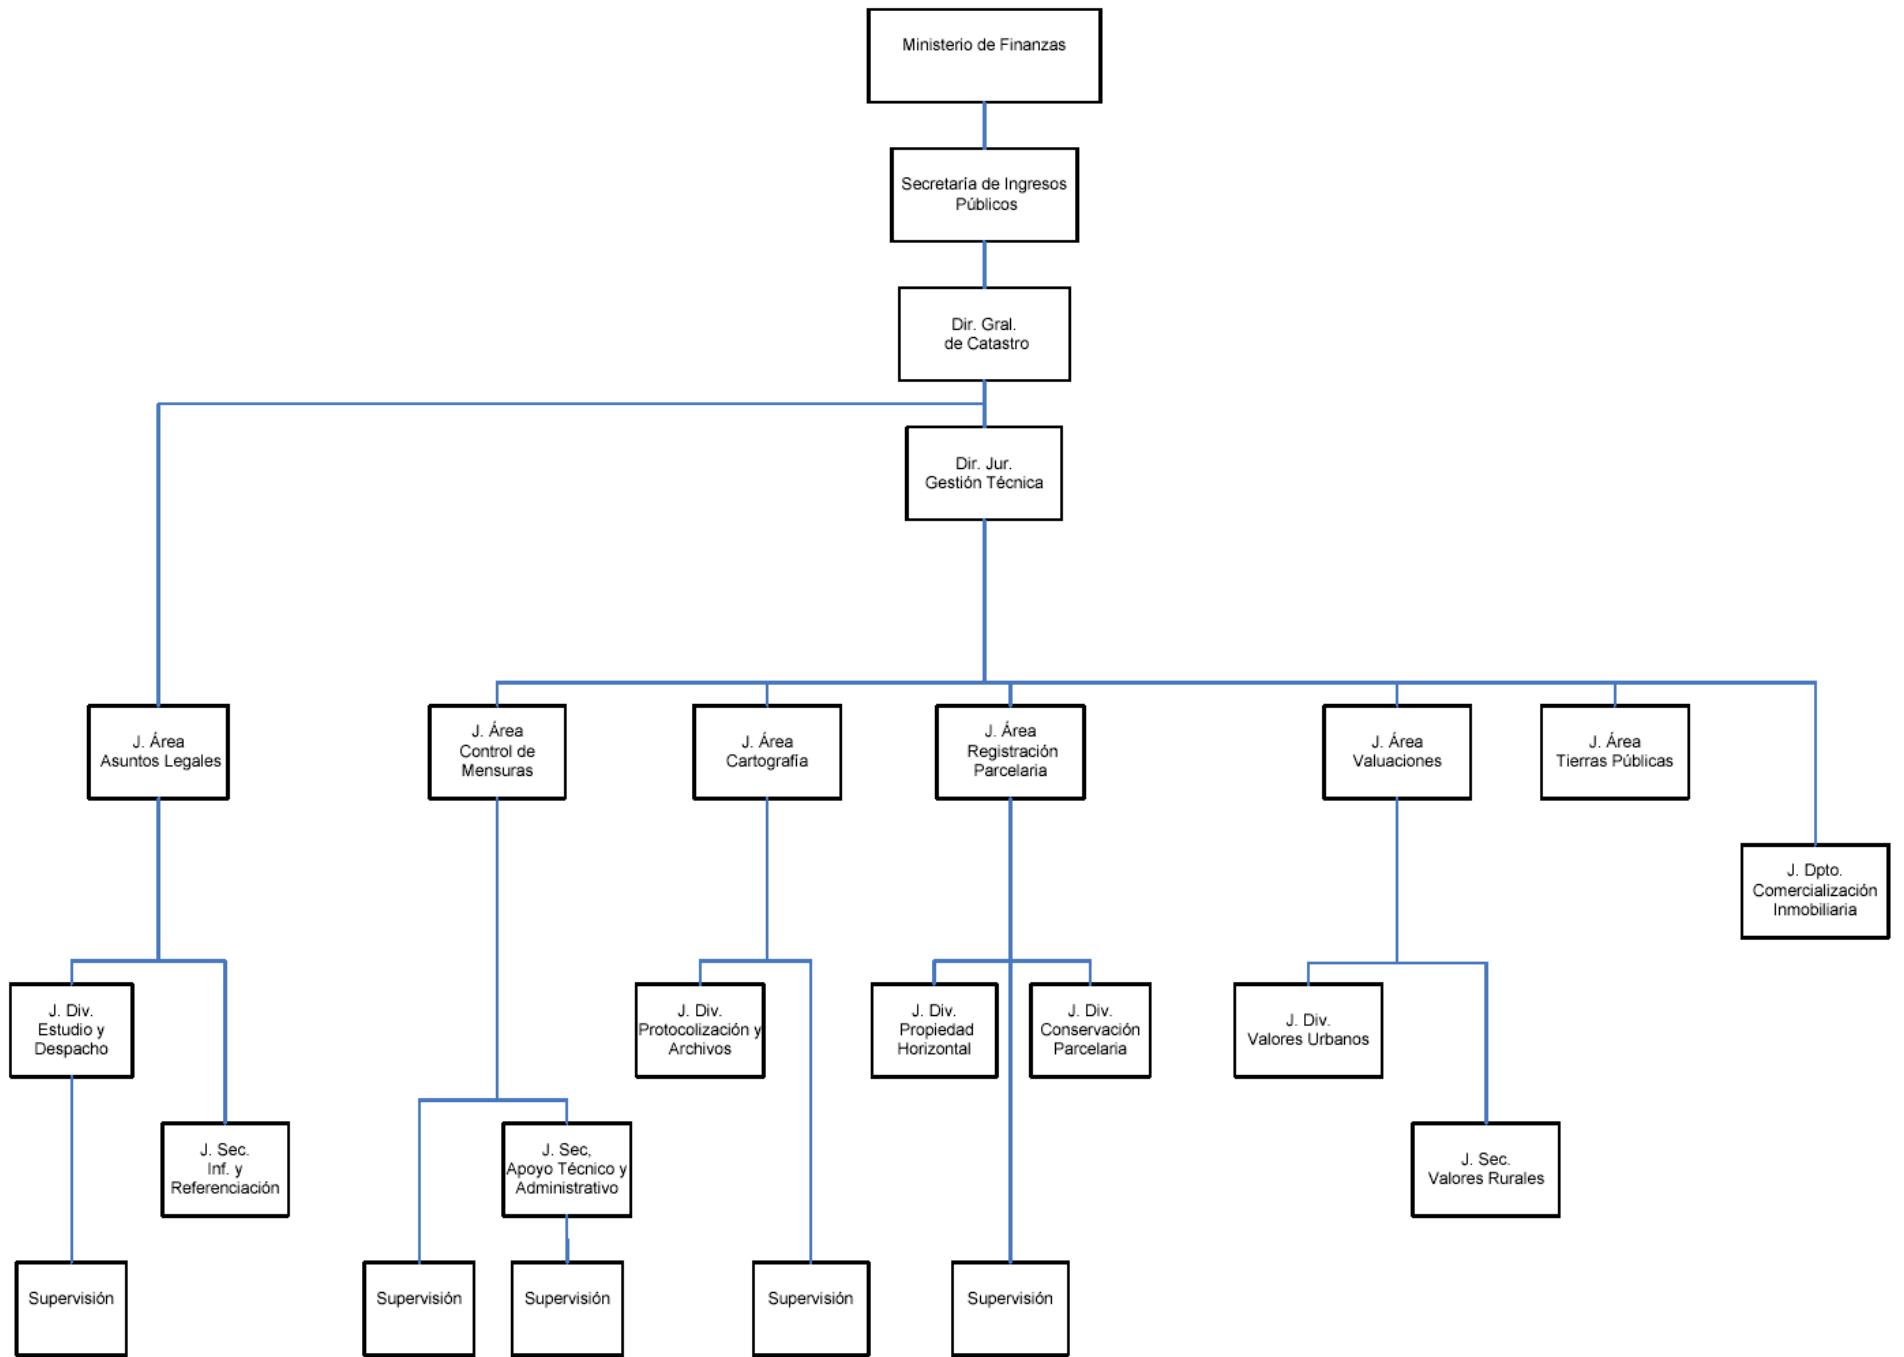 Ministerio de Finanzas
Secretaría de Ingresos
Públicos
Dir. Gral.
de Catastro
Dir. Jur.
Gestión Técnica
J. Área
Asuntos Legales
J. Área
Control de
Mensuras
J. Área
Cartografía
J. Área
Registración
Parcelaria
J. Área
Valuaciones
J. Área
Tierras Públicas
J. Dpto.
Comercialización
Inmobiliaria
J. Div.
Estudio y
Despacho
J. Div.
Protocolización y
Archivos
J. Div.
Propiedad
Horizontal
J. Div.
Conservación
Parcelaria
J. Div.
Valores Urbanos
J. Sec.
Inf. y
Referenciación
J. Sec,
Apoyo Técnico y
Administrativo
J. Sec.
Valores Rurales
Supervisión
Supervisión
Supervisión
Supervisión
Supervisión